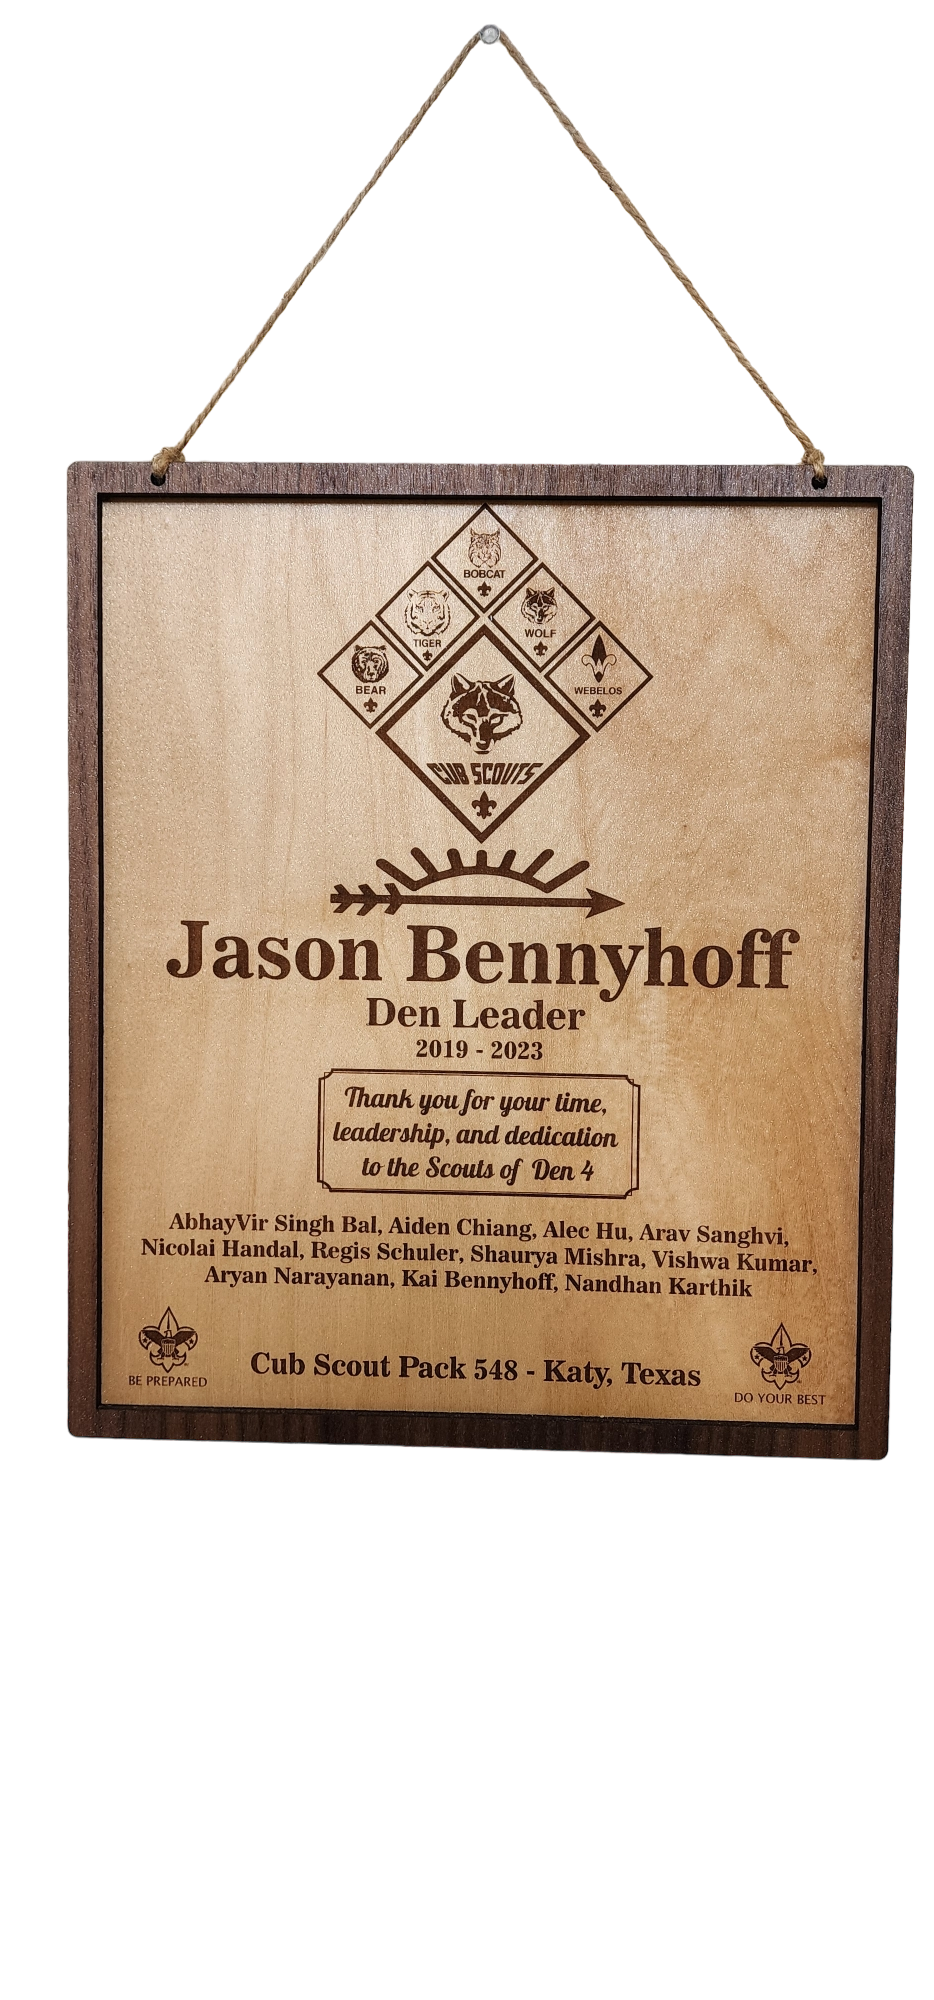 BOBCAT
TIGER
WOLF
BEAR
WEBELOS
CUB SCOUTS
Jason Bennyhoff
Den Leader
2019 - 2023
Thank you for your time,
leadership, and dedication
to the Scouts of Den 4
AbhayVir Singh Bal, Aiden Chiang, Alec Hu, Arav Sanghvi,
Nicolai Handal, Regis Schuler, Shaurya Mishra, Vishwa Kumar,
Aryan Narayanan, Kai Bennyhoff, Nandhan Karthik
Cub Scout Pack 548 - Katy, Texas
BE PREPARED
DO YOUR BEST